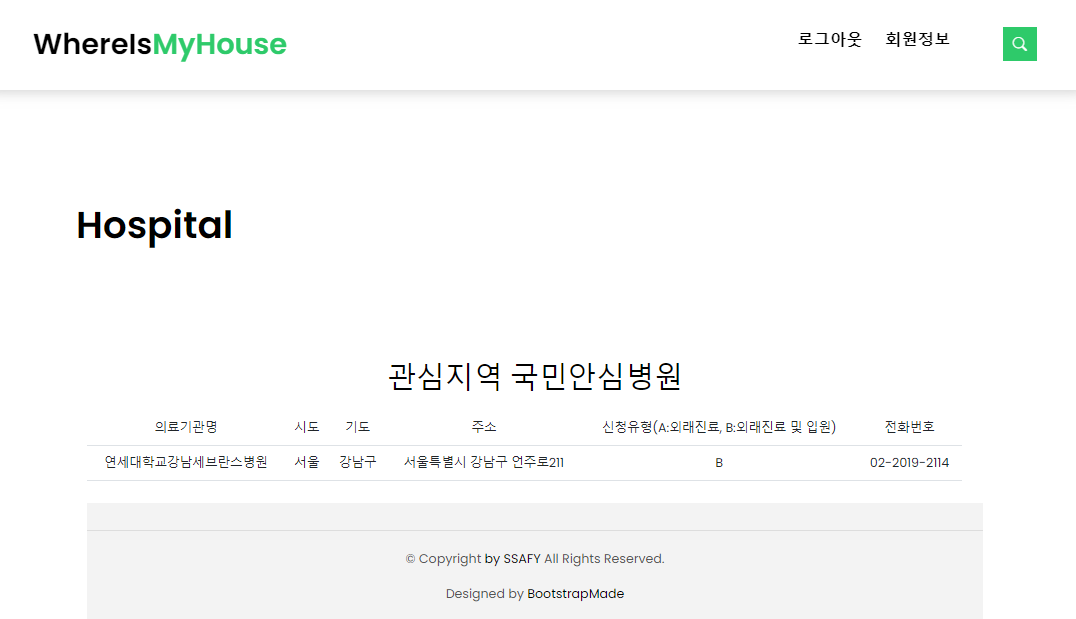 WhereIsMyHouse 로그아웃 회원정보
Hospital
관심지역 국민안심병원
의료기관명 시도 기도 주소 신청유형(A:외래진료, B:외래진료 및 입원) 전화번호
연세대학교강남세브란스병원 서울 강남구 서울특별시 강남구 언주로211 B 02-2019-2114
© Copyright by SSAFY All Rights Reserved.
Designed by BootstrapMade